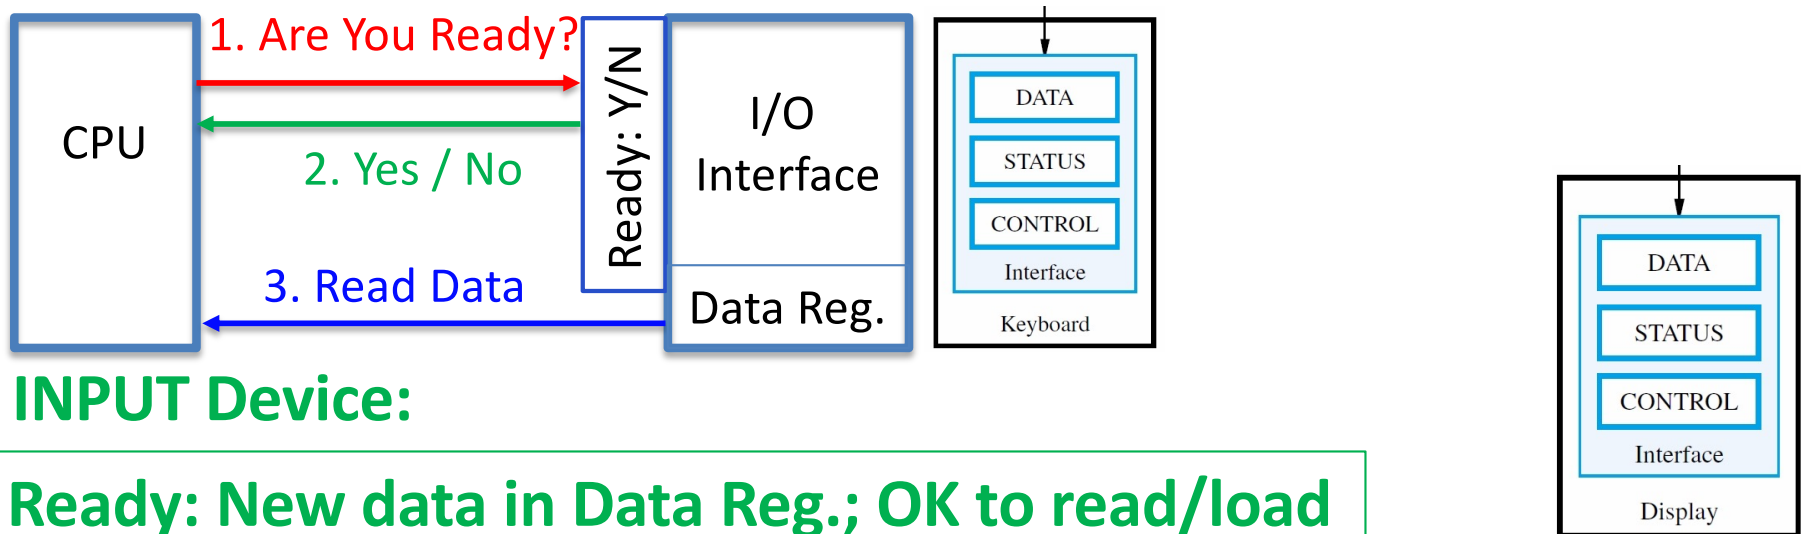 1. Are You Ready?
CPU
2. Yes / No
3. Read Data
Ready: Y/N
I/O
Interface
Data Reg.
DATA
STATUS
CONTROL
Interface
Keyboard
DATA
STATUS
CONTROL
Interface
Display
INPUT Device:
Ready: New data in Data Reg.; OK to read/load